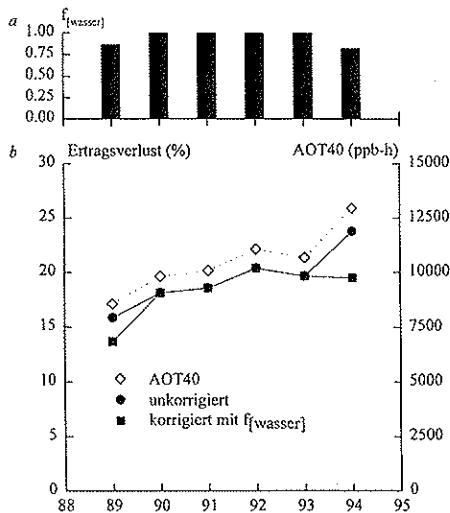 a
f[wasser]
1.00
0.75
0.50
0.25
0.00
b Ertragsverlust (%) AOT40 (ppb-h)
30 15000
25 12500
20 10000
15 7500
10 5000
5 2500
0 0
◇ AOT40
● unkorrigiert
■ korrigiert mit f[wasser]
88 89 90 91 92 93 94 95